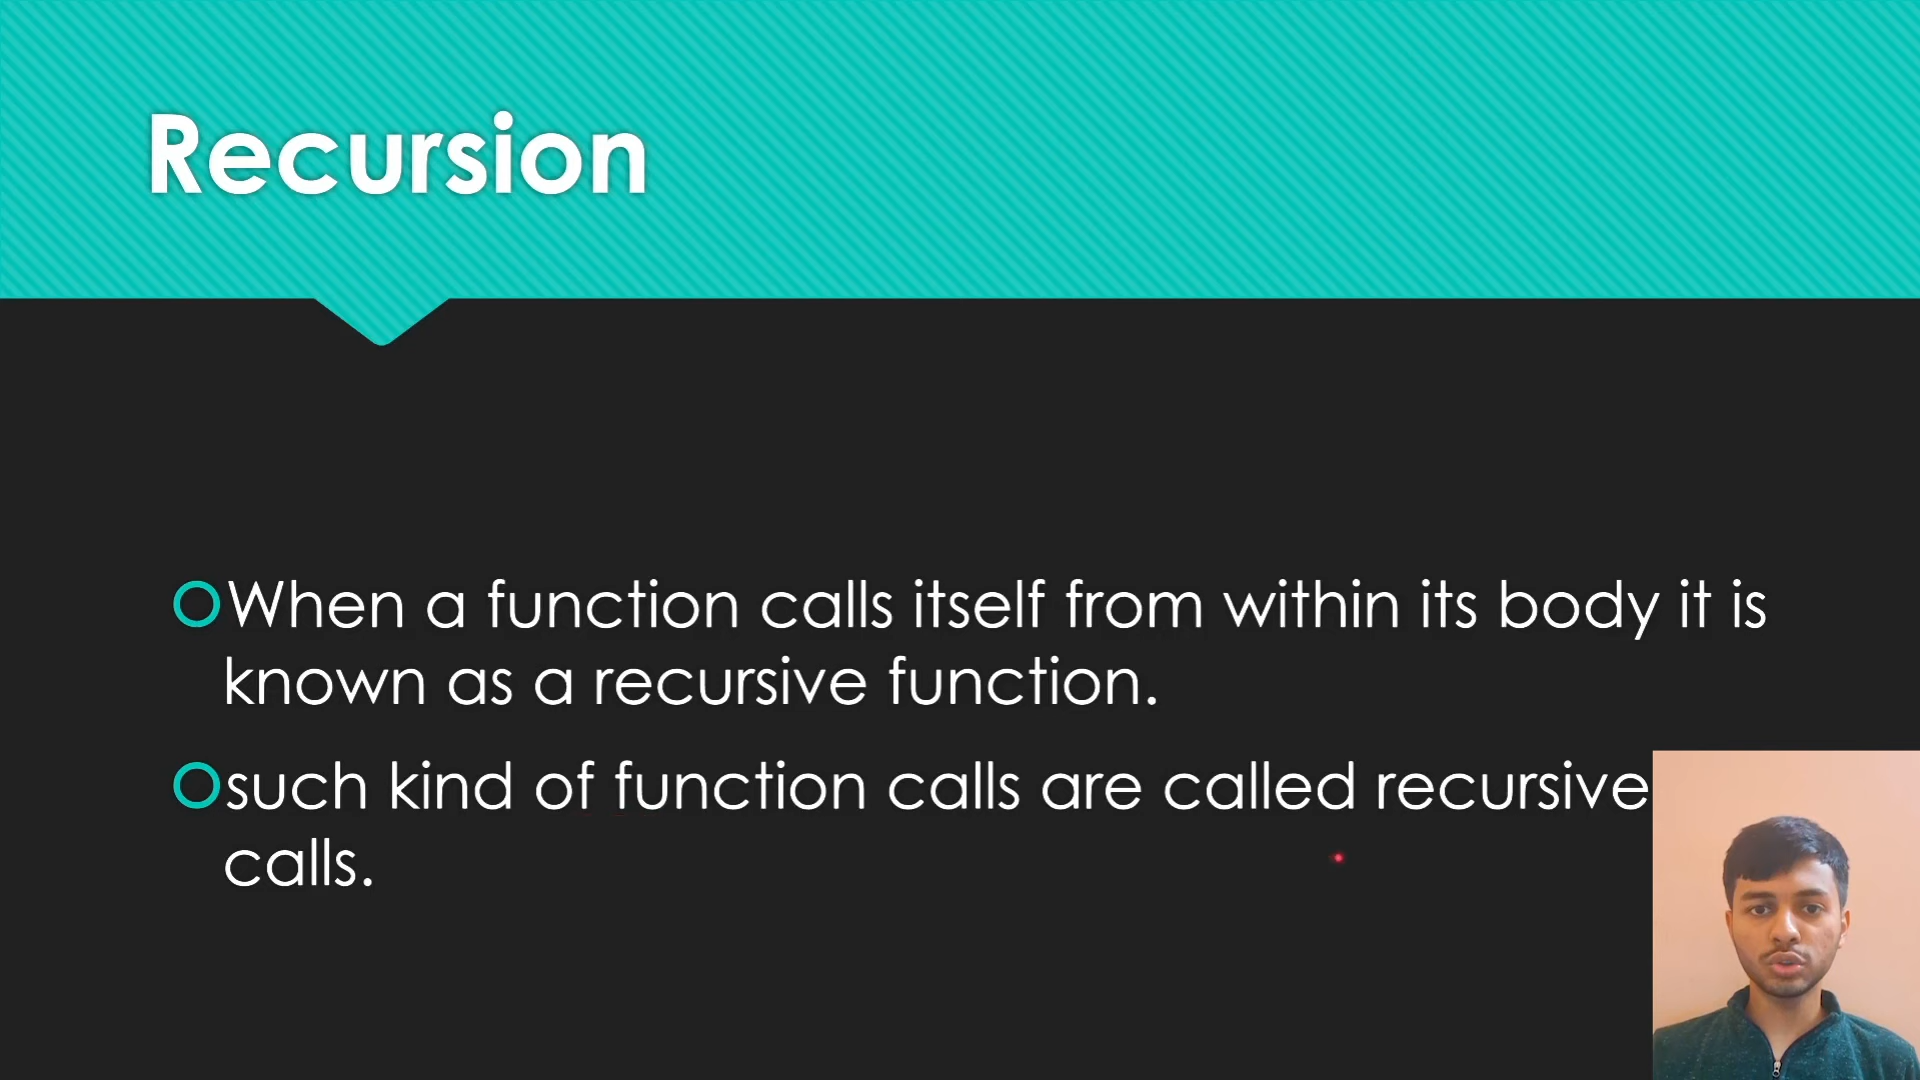 Recursion
When a function calls itself from within its body it is
known as a recursive function.
such kind of function calls are called recursive
calls.